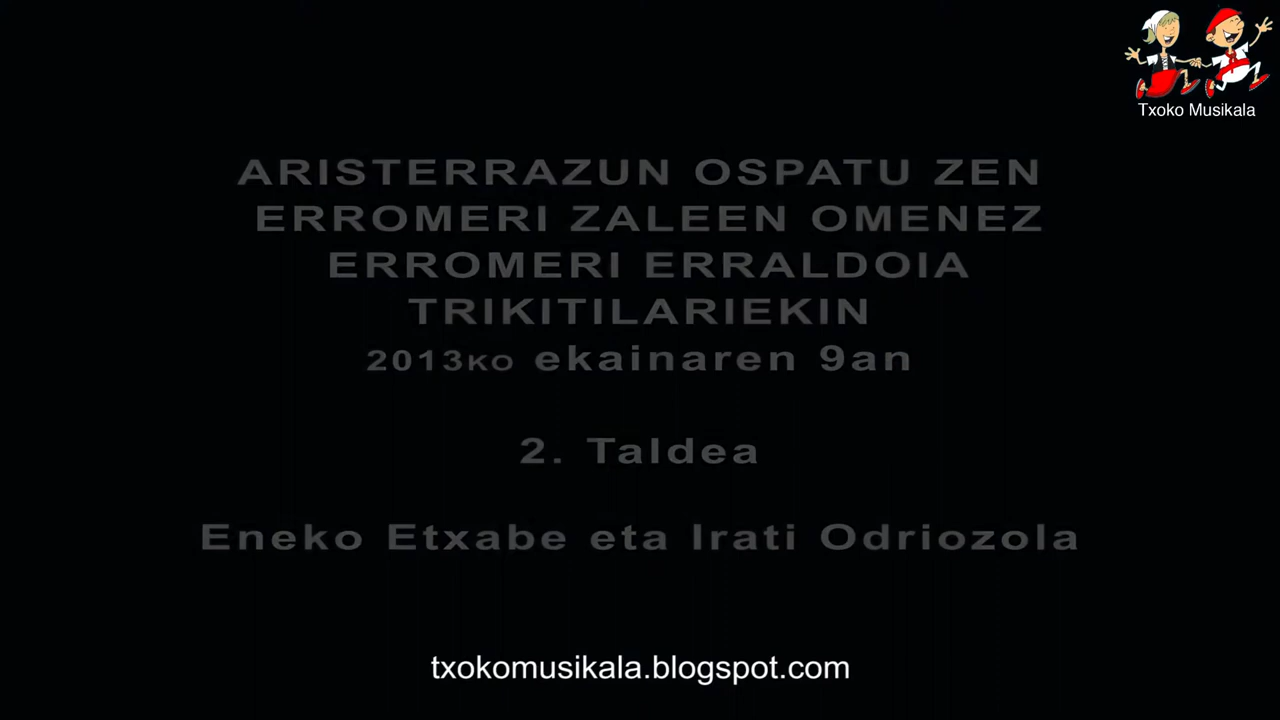 Txoko Musikala
ARISTERRAZUN OSPATU ZEN
ERROMERI ZALEEN OMENEZ
ERROMERI ERRALDOIA
TRIKITILARIEKIN
2013KO ekainaren 9an
2. Taldea
Eneko Etxabe eta Irati Odriozola
txokomusikala.blogspot.com